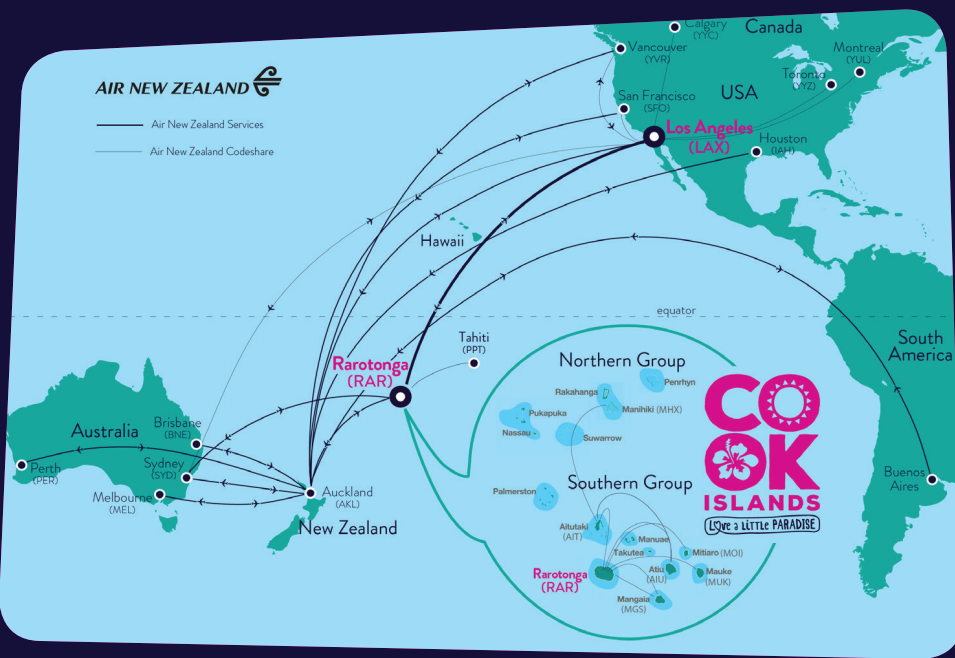 AIR NEW ZEALAND
Air New Zealand Services
Air New Zealand Codeshare
Calgary
(YYC)
Canada
Vancouver
(YVR)
Montreal
(YUL)
Toronto
(YYZ)
USA
San Francisco
(SFO)
Los Angeles
(LAX)
Houston
(IAH)
Hawaii
equator
Tahiti
(PPT)
Rarotonga
(RAR)
South
America
Buenos
Aires
Australia
Brisbane
(BNE)
Perth
(PER)
Sydney
(SYD)
Melbourne
(MEL)
Auckland
(AKL)
New Zealand
Northern Group
Penrhyn
Rakahanga
Manihiki (MHX)
Pukapuka
Nassau
Suwarrow
Southern Group
Palmerston
Aitutaki
(AIT)
Manuae
Takutea
Mitiaro (MOI)
Rarotonga
(RAR)
Atiu
(AIU)
Mauke
(MUK)
Mangaia
(MGS)
COOK
ISLANDS
LOVE a LiTTLE PARADISE